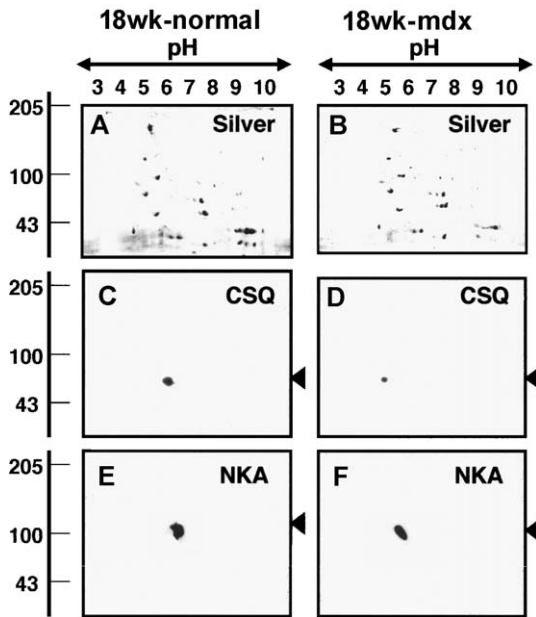 18wk-normal 18wk-mdx
pH pH
3 4 5 6 7 8 9 10 3 4 5 6 7 8 9 10
205
A Silver B Silver
100
43
C CSQ D CSQ
205
100
43
E NKA F NKA
205
100
43